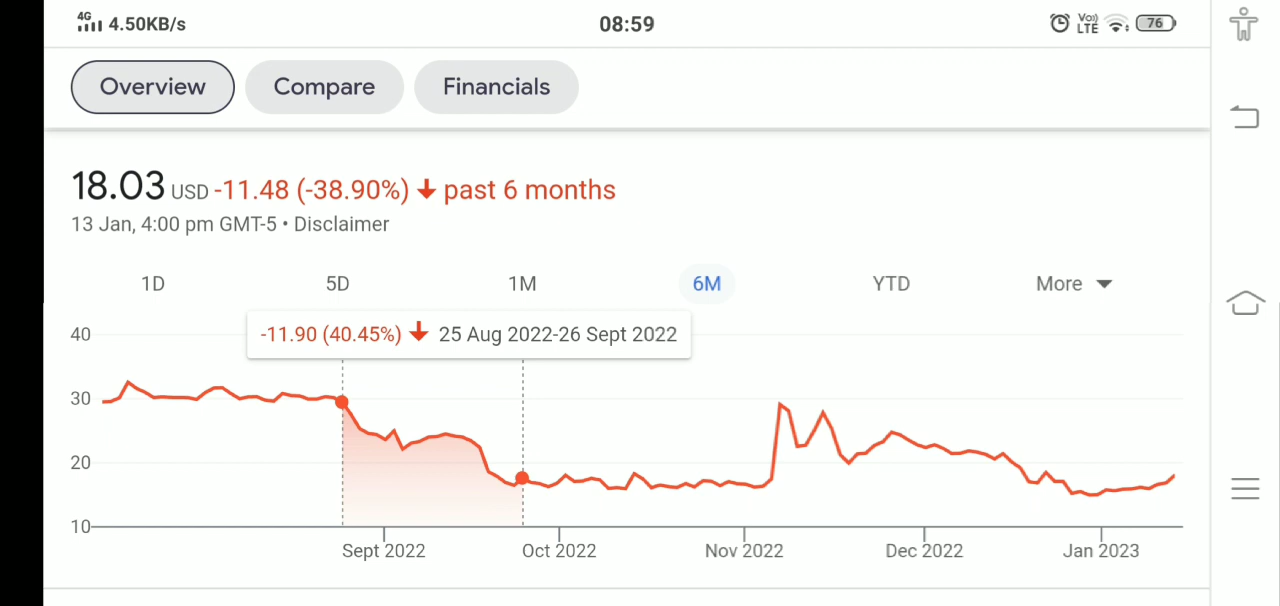 4G 4.50KB/s 08:59 Vo)) LTE 76
Overview Compare Financials
18.03 USD -11.48 (-38.90%) past 6 months
13 Jan, 4:00 pm GMT-5 • Disclaimer
1D 5D 1M 6M YTD More
-11.90 (40.45%) 25 Aug 2022-26 Sept 2022
40
30
20
10
Sept 2022 Oct 2022 Nov 2022 Dec 2022 Jan 2023